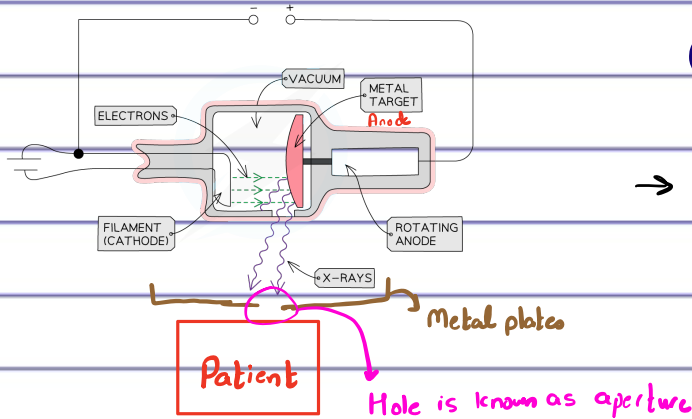 - +
VACUUM
METAL
TARGET
Anode
ELECTRONS
FILAMENT
(CATHODE)
ROTATING
ANODE
X-RAYS
Metal plates
Patient
Hole is known as aperture